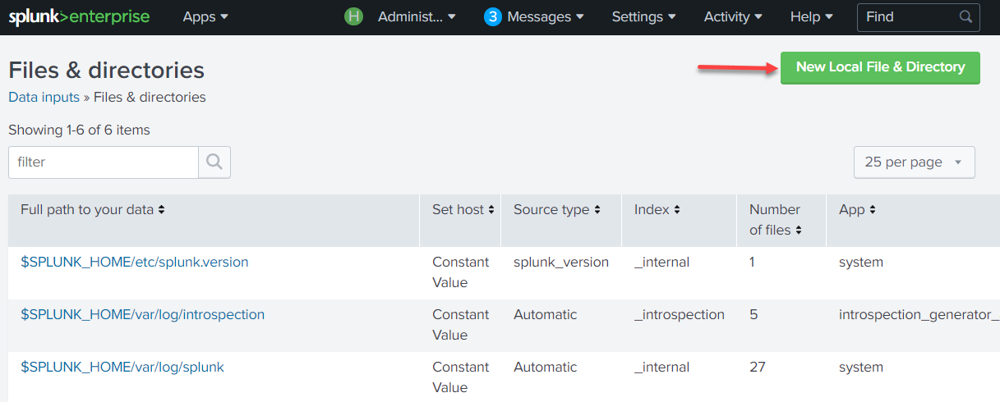 splunk>enterprise Apps H Administ... 3 Messages Settings Activity Help Find
Files & directories
New Local File & Directory
Data inputs » Files & directories
Showing 1-6 of 6 items
filter
25 per page
Full path to your data Set host Source type Index Number of files App
$SPLUNK_HOME/etc/splunk.version Constant Value splunk_version _internal 1 system
$SPLUNK_HOME/var/log/introspection Constant Value Automatic _introspection 5 introspection_generator_
$SPLUNK_HOME/var/log/splunk Constant Value Automatic _internal 27 system